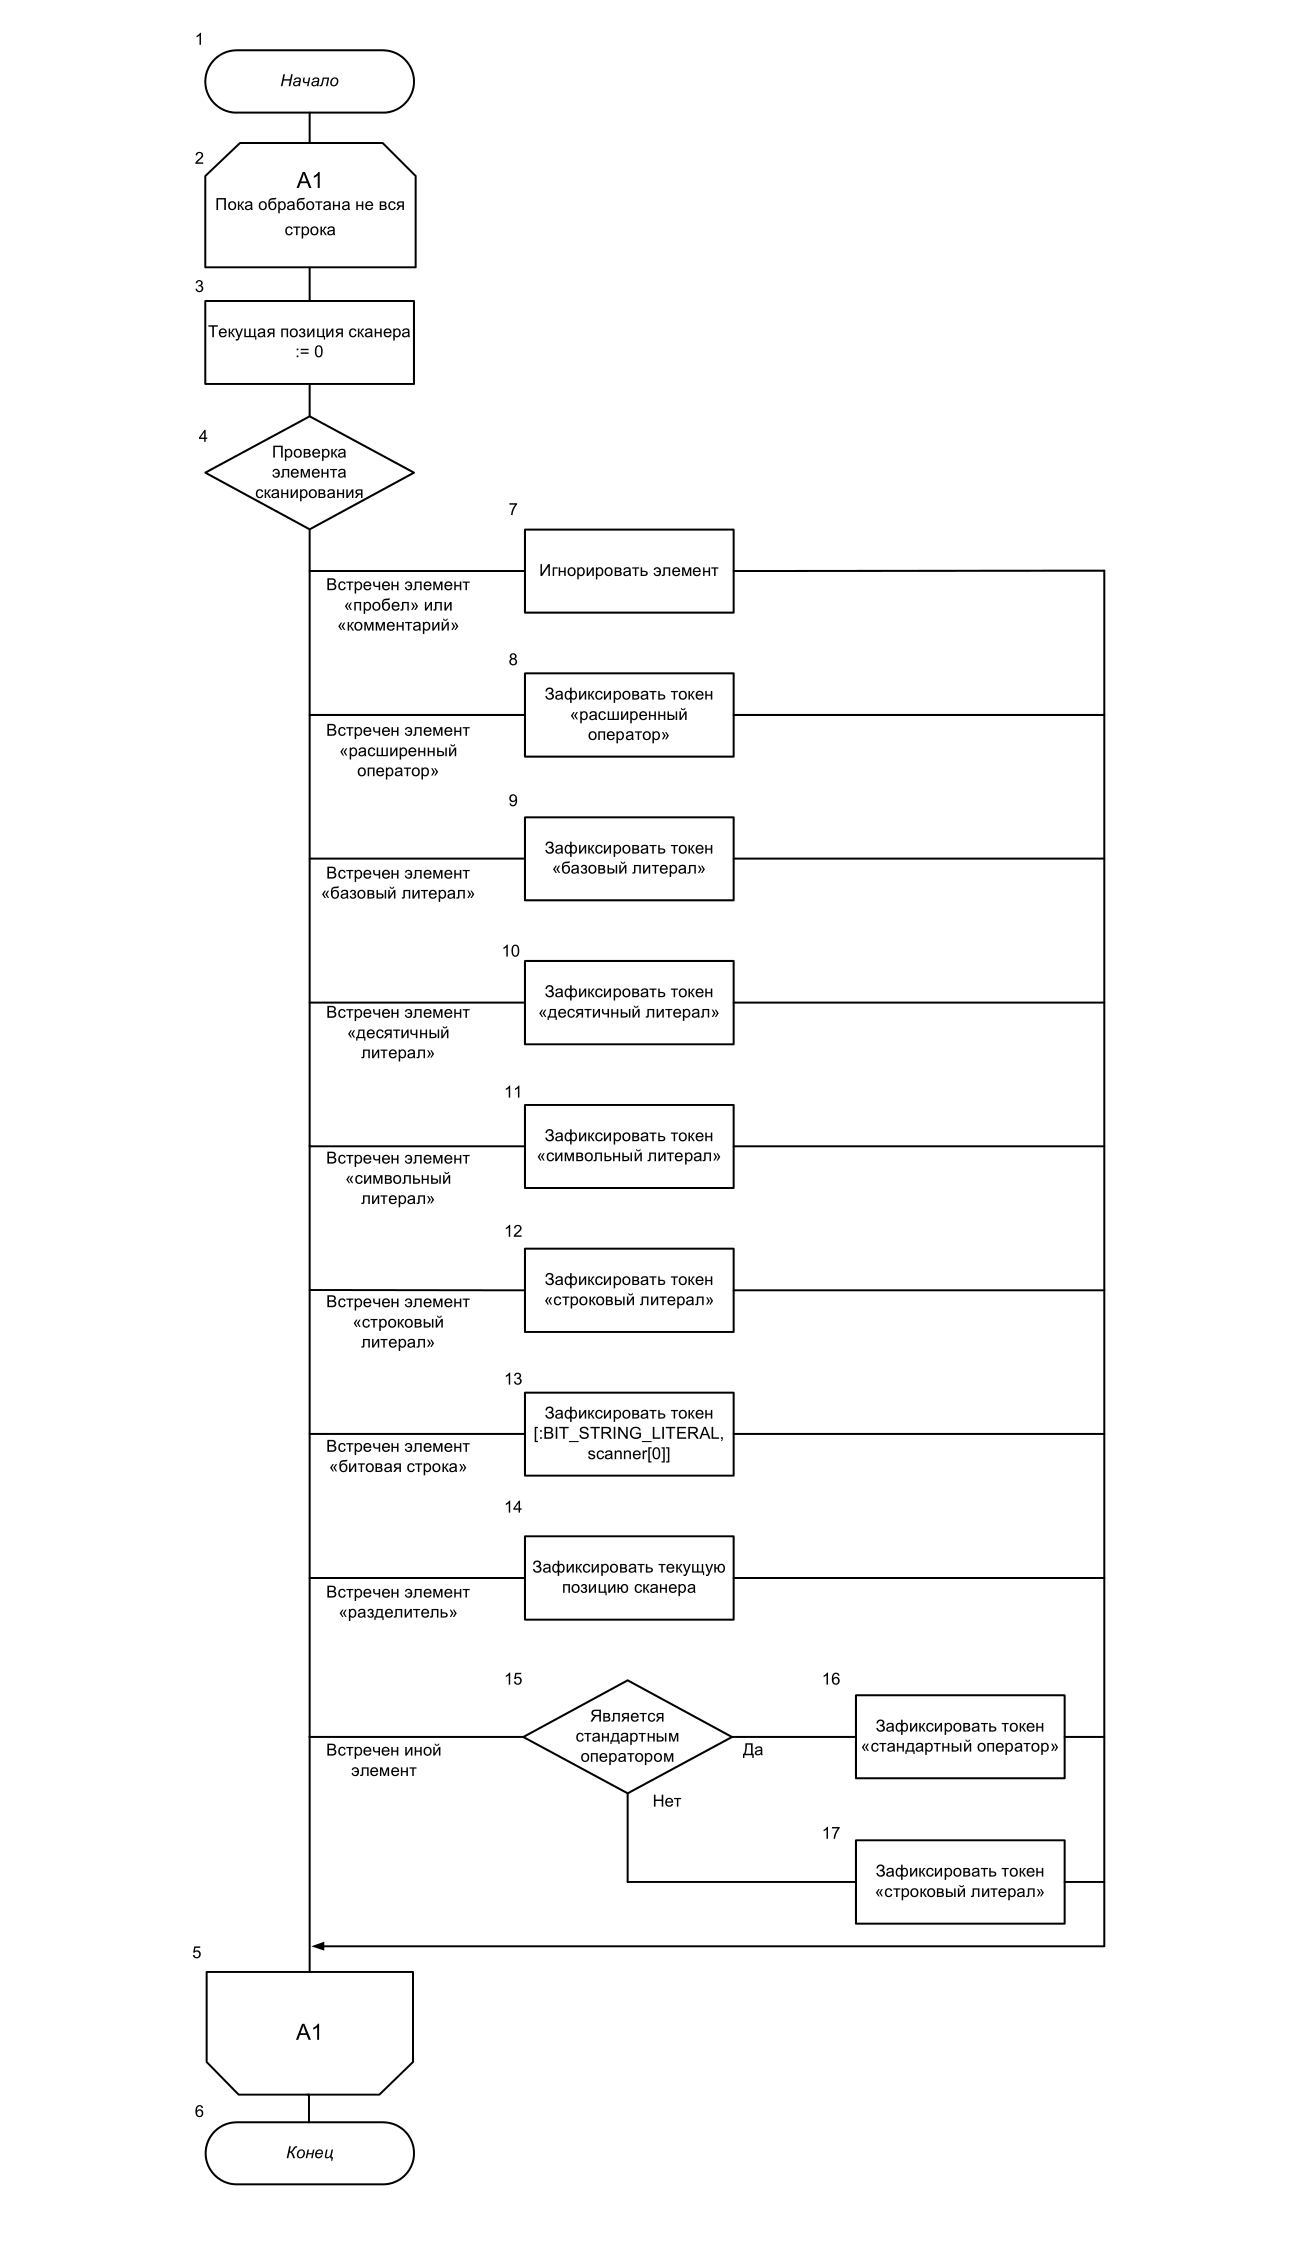 1
Начало
2
А1
Пока обработана не вся
строка
3
Текущая позиция сканера
:= 0
4
Проверка
элемента
сканирования
7
Игнорировать элемент
Встречен элемент
«пробел» или
«комментарий»
8
Зафиксировать токен
«расширенный
оператор»
Встречен элемент
«расширенный
оператор»
9
Зафиксировать токен
«базовый литерал»
Встречен элемент
«базовый литерал»
10
Зафиксировать токен
«десятичный литерал»
Встречен элемент
«десятичный
литерал»
11
Зафиксировать токен
«символьный литерал»
Встречен элемент
«символьный
литерал»
12
Зафиксировать токен
«строковый литерал»
Встречен элемент
«строковый
литерал»
13
Зафиксировать токен
[:BIT_STRING_LITERAL,
scanner[0]]
Встречен элемент
«битовая строка»
14
Зафиксировать текущую
позицию сканера
Встречен элемент
«разделитель»
15
Является
стандартным
оператором
Встречен иной
элемент
Да
Нет
16
Зафиксировать токен
«стандартный оператор»
17
Зафиксировать токен
«строковый литерал»
5
А1
6
Конец